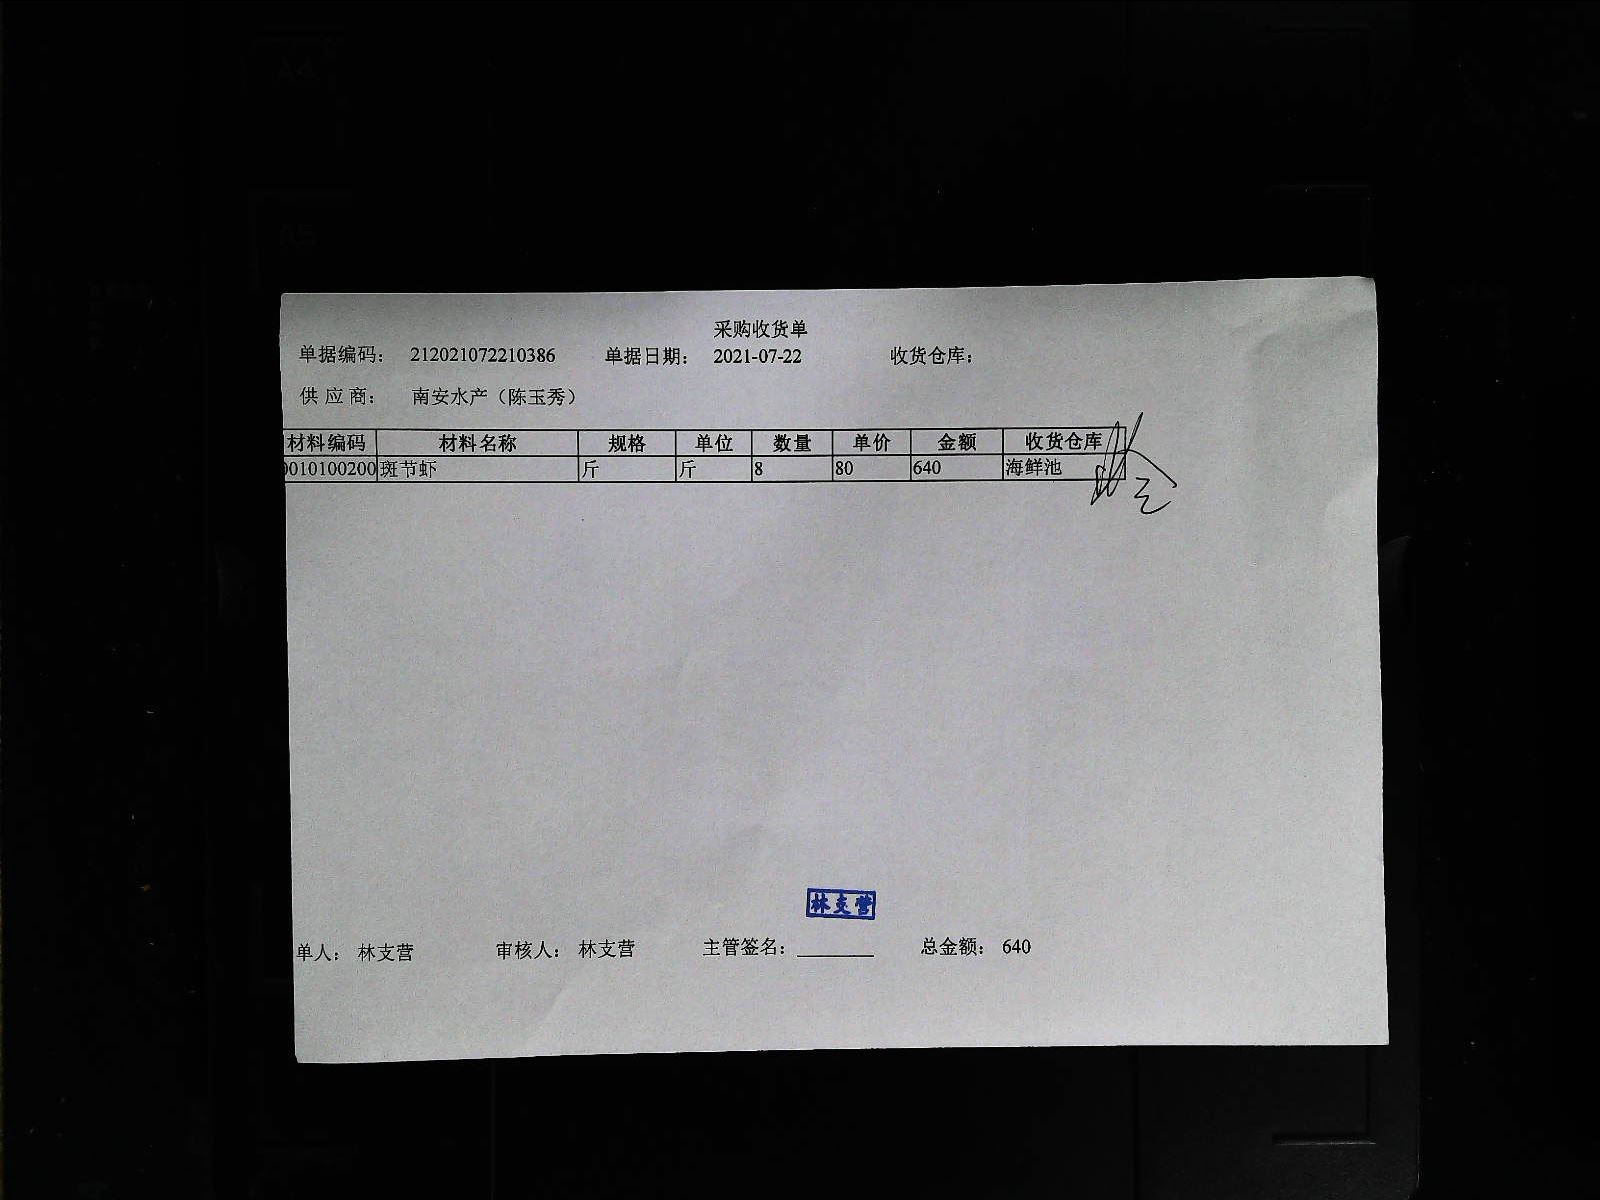 采购收货单
单据编码： 212021072210386 单据日期： 2021-07-22 收货仓库：
供应商： 南安水产（陈玉秀）
材料编码 材料名称 规格 单位 数量 单价 金额 收货仓库
0010100200 斑节虾 斤 斤 8 80 640 海鲜池
林支营
单人： 林支营 审核人： 林支营 主管签名： 总金额： 640